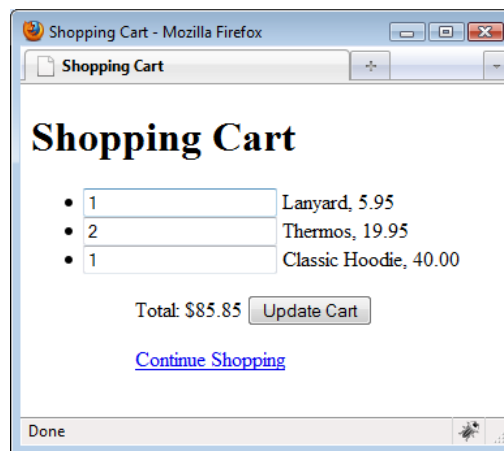 Shopping Cart - Mozilla Firefox
Shopping Cart
Shopping Cart
1 Lanyard, 5.95
2 Thermos, 19.95
1 Classic Hoodie, 40.00
Total: $85.85 Update Cart
Continue Shopping
Done